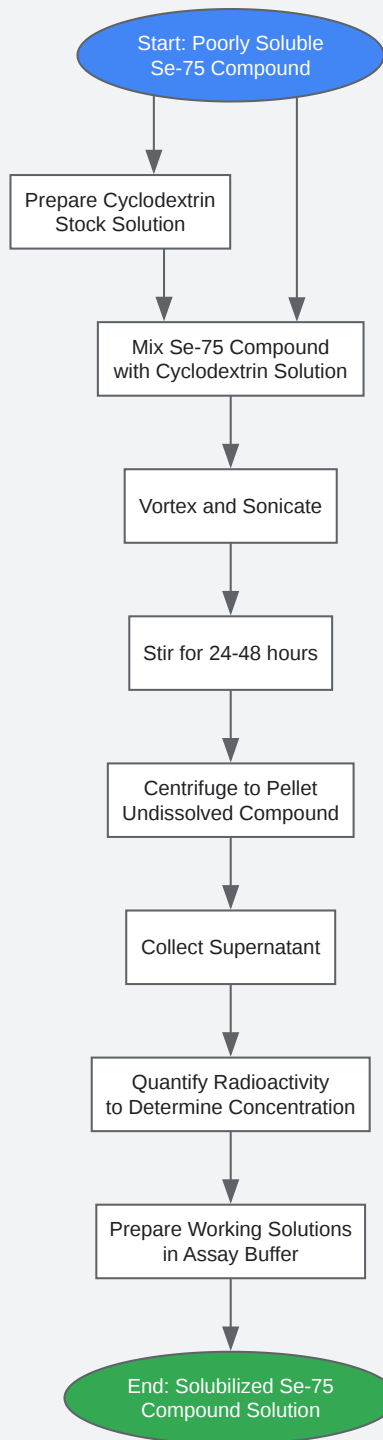 Start: Poorly Soluble
Se-75 Compound
Prepare Cyclodextrin
Stock Solution
Mix Se-75 Compound
with Cyclodextrin Solution
Vortex and Sonicate
Stir for 24-48 hours
Centrifuge to Pellet
Undissolved Compound
Collect Supernatant
Quantify Radioactivity
to Determine Concentration
Prepare Working Solutions
in Assay Buffer
End: Solubilized Se-75
Compound Solution